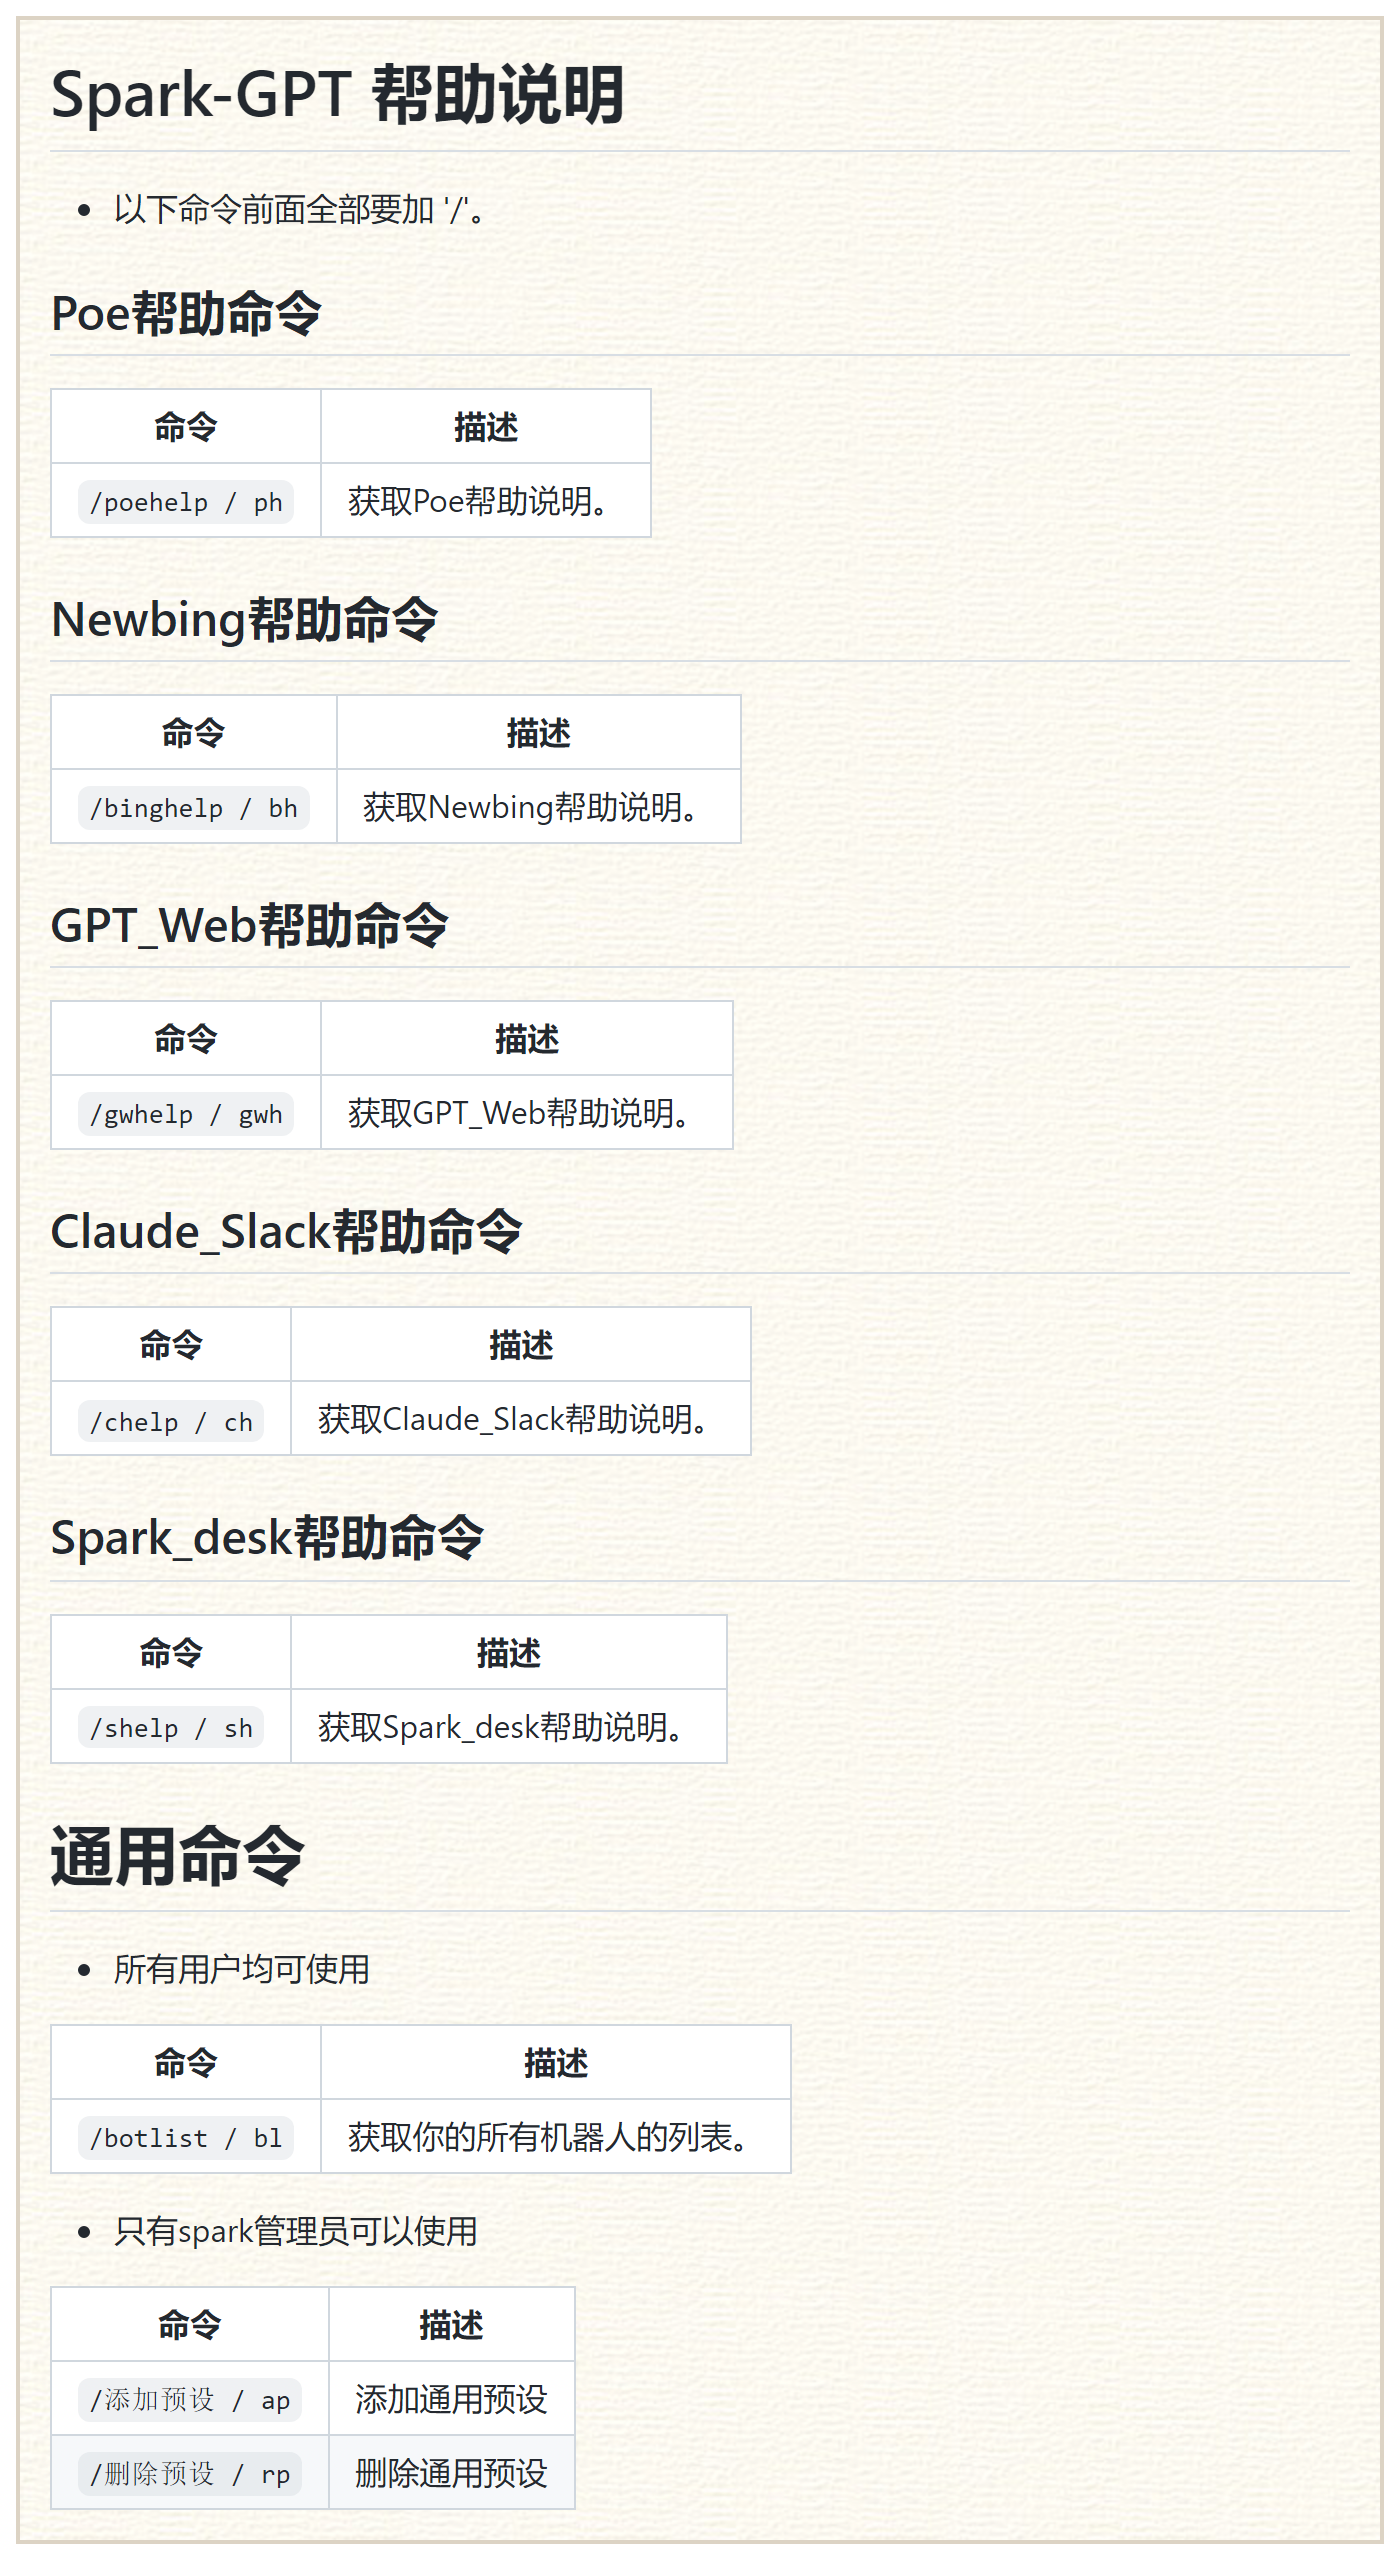 Spark-GPT 帮助说明
以下命令前面全部要加 '/'。
Poe帮助命令
命令 描述
/poehelp / ph 获取Poe帮助说明。
Newbing帮助命令
命令 描述
/binghelp / bh 获取Newbing帮助说明。
GPT_Web帮助命令
命令 描述
/gwhelp / gwh 获取GPT_Web帮助说明。
Claude_Slack帮助命令
命令 描述
/chelp / ch 获取Claude_Slack帮助说明。
Spark_desk帮助命令
命令 描述
/shelp / sh 获取Spark_desk帮助说明。
通用命令
所有用户均可使用
命令 描述
/botlist / bl 获取你的所有机器人的列表。
只有spark管理员可以使用
命令 描述
/添加预设 / ap 添加通用预设
/删除预设 / rp 删除通用预设